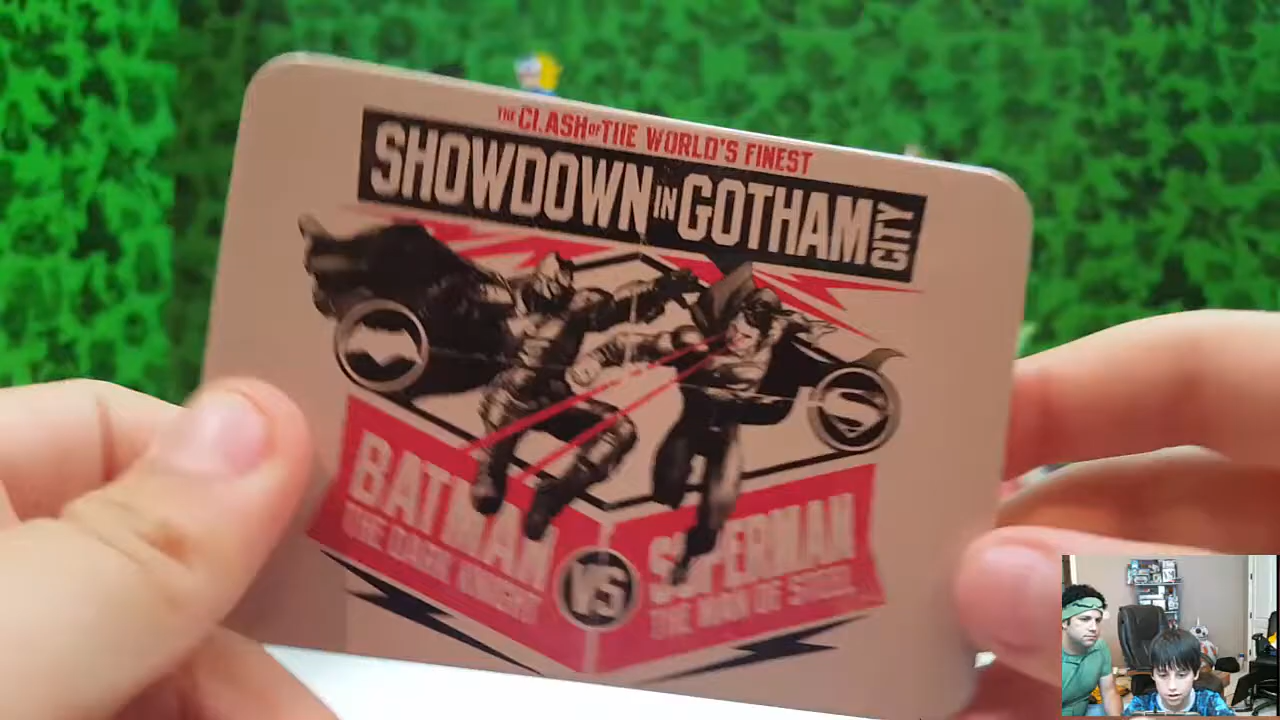 THE CLASH OF THE WORLD'S FINEST
SHOWDOWN IN GOTHAM CITY
BATMAN
THE DARK KNIGHT
VS
SUPERMAN
THE MAN OF STEEL